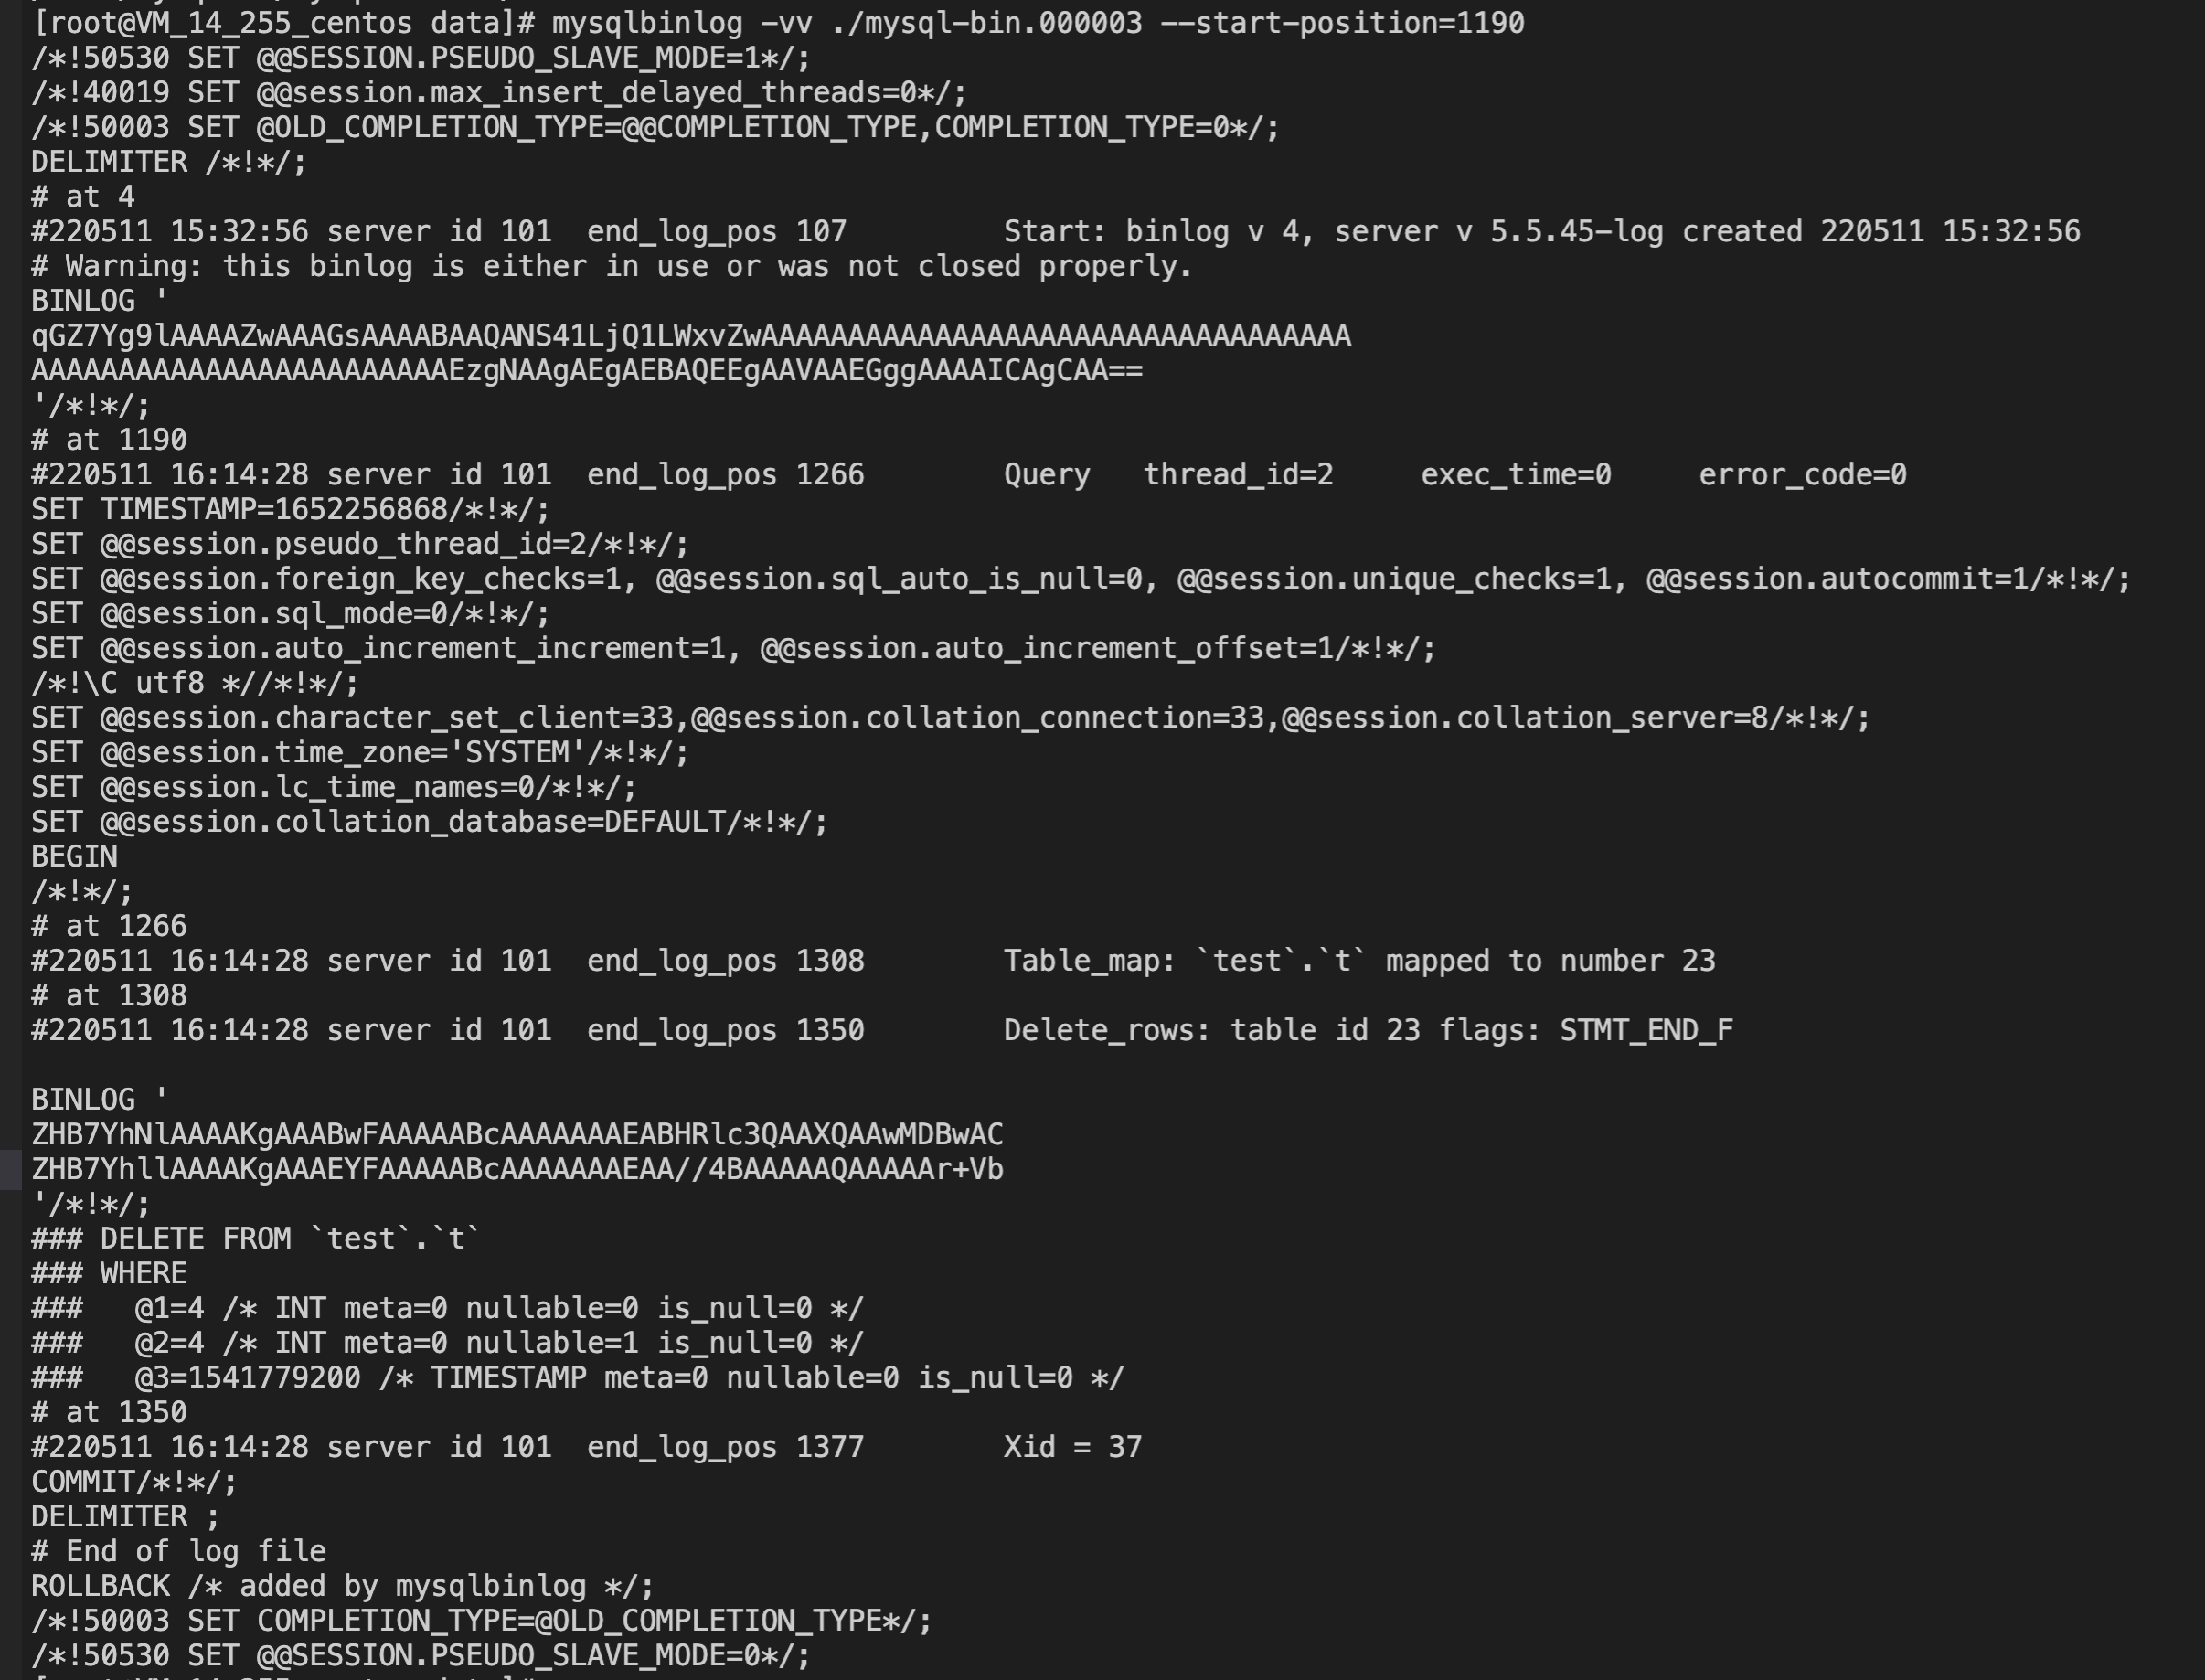 [root@VM_14_255_centos data]# mysqlbinlog -vv ./mysql-bin.000003 --start-position=1190
/*!50530 SET @@SESSION.PSEUDO_SLAVE_MODE=1*/;
/*!40019 SET @@session.max_insert_delayed_threads=0*/;
/*!50003 SET @OLD_COMPLETION_TYPE=@@COMPLETION_TYPE,COMPLETION_TYPE=0*/;
DELIMITER /*!*/;
# at 4
#220511 15:32:56 server id 101  end_log_pos 107        Start: binlog v 4, server v 5.5.45-log created 220511 15:32:56
# Warning: this binlog is either in use or was not closed properly.
BINLOG '
qGZ7Yg9lAAAAZwAAAGsAAAABAAQANS41LjQ1LWxvZwAAAAAAAAAAAAAAAAAAAAAAAAAAAAAAAAAA
AAAAAAAAAAAAAAAAAAAAAAAAEzgNAAgAEgAEBAQEEgAAVAAEGggAAAAICAgCAA==
'/*!*/;
# at 1190
#220511 16:14:28 server id 101  end_log_pos 1266        Query   thread_id=2     exec_time=0     error_code=0
SET TIMESTAMP=1652256868/*!*/;
SET @@session.pseudo_thread_id=2/*!*/;
SET @@session.foreign_key_checks=1, @@session.sql_auto_is_null=0, @@session.unique_checks=1, @@session.autocommit=1/*!*/;
SET @@session.sql_mode=0/*!*/;
SET @@session.auto_increment_increment=1, @@session.auto_increment_offset=1/*!*/;
/*!\C utf8 *//*!*/;
SET @@session.character_set_client=33,@@session.collation_connection=33,@@session.collation_server=8/*!*/;
SET @@session.time_zone='SYSTEM'/*!*/;
SET @@session.lc_time_names=0/*!*/;
SET @@session.collation_database=DEFAULT/*!*/;
BEGIN
/*!*/;
# at 1266
#220511 16:14:28 server id 101  end_log_pos 1308        Table_map: `test`.`t` mapped to number 23
# at 1308
#220511 16:14:28 server id 101  end_log_pos 1350        Delete_rows: table id 23 flags: STMT_END_F
BINLOG '
ZHB7YhNlAAAAKgAAABwFAAAAABcAAAAAAAEABHRlc3QAAXQAAwMDBwAC
ZHB7YhllAAAAKgAAAEYFAAAAABcAAAAAAAEAA//4BAAAAAQAAAAAr+Vb
'/*!*/;
### DELETE FROM `test`.`t`
### WHERE
###   @1=4 /* INT meta=0 nullable=0 is_null=0 */
###   @2=4 /* INT meta=0 nullable=1 is_null=0 */
###   @3=1541779200 /* TIMESTAMP meta=0 nullable=0 is_null=0 */
# at 1350
#220511 16:14:28 server id 101  end_log_pos 1377        Xid = 37
COMMIT/*!*/;
DELIMITER ;
# End of log file
ROLLBACK /* added by mysqlbinlog */;
/*!50003 SET COMPLETION_TYPE=@OLD_COMPLETION_TYPE*/;
/*!50530 SET @@SESSION.PSEUDO_SLAVE_MODE=0*/;